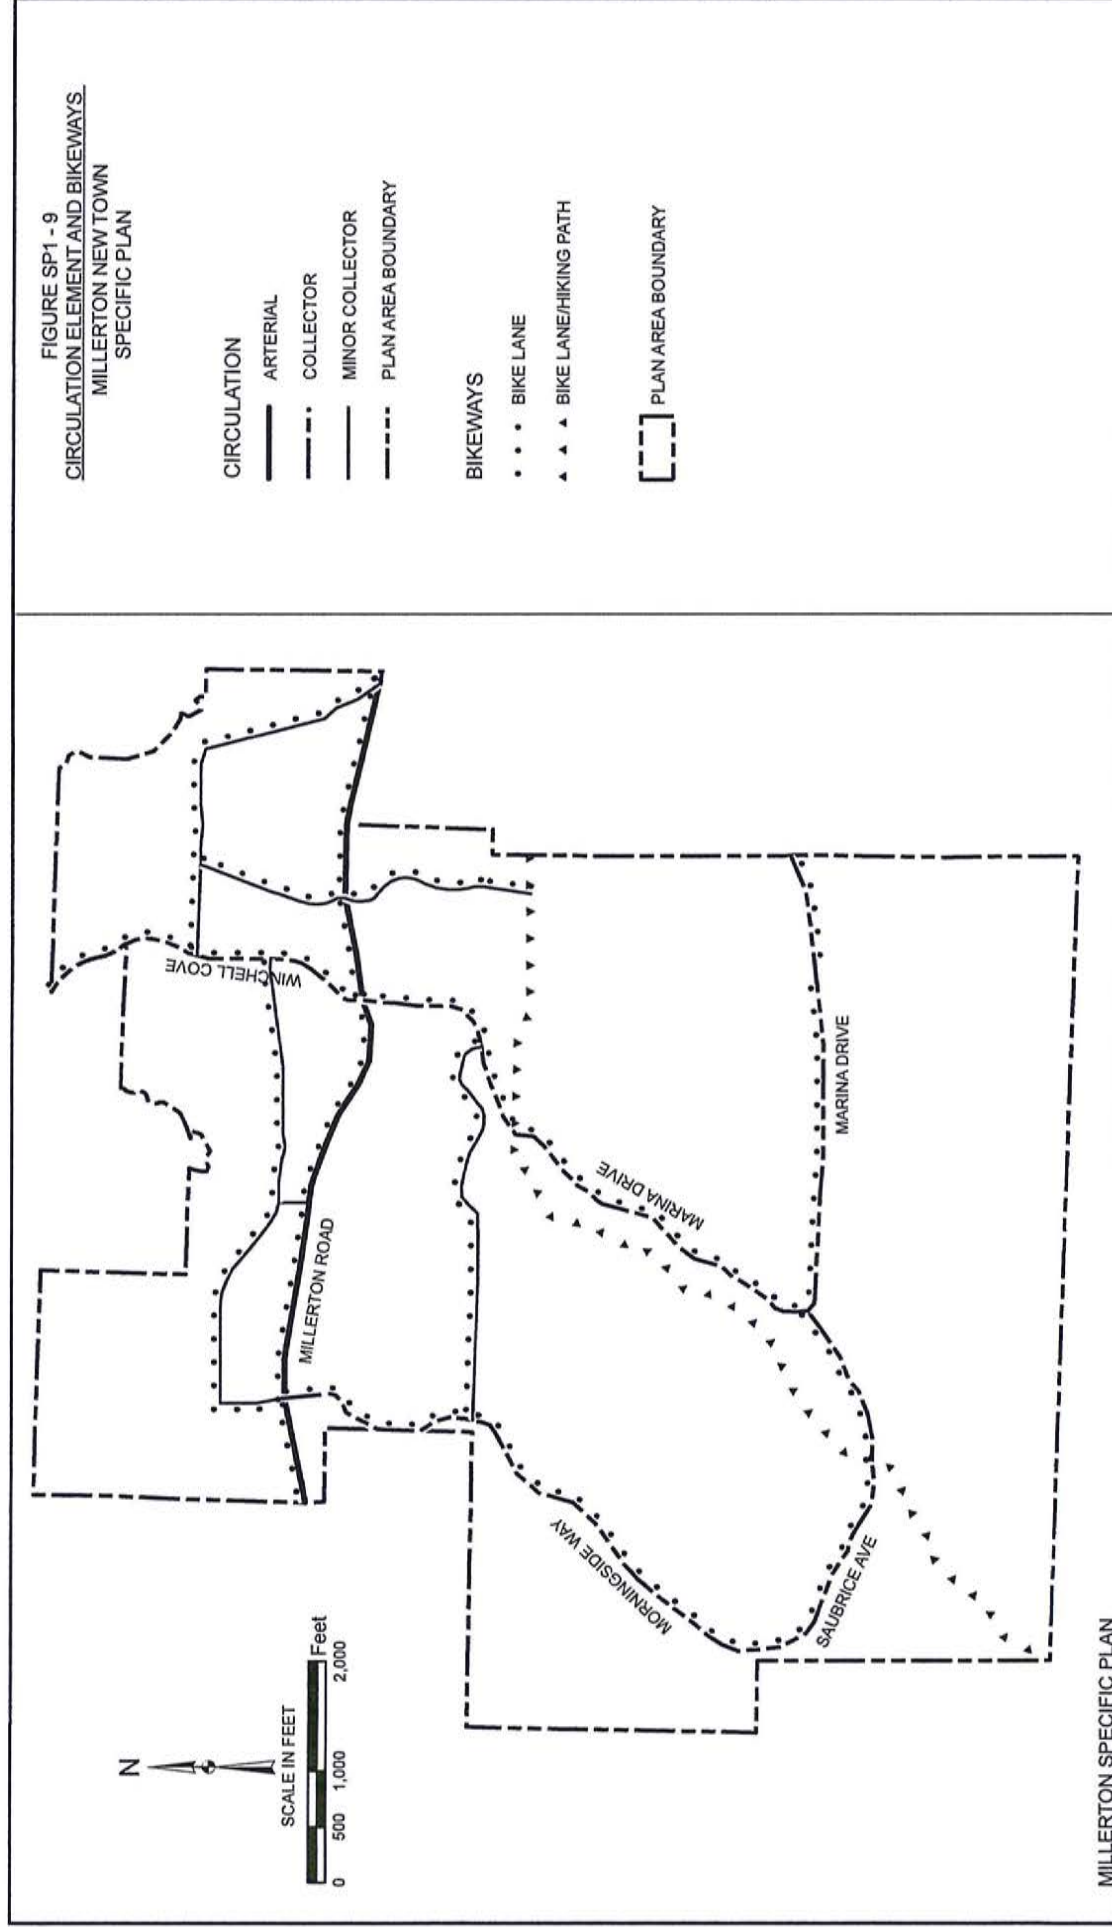 FIGURE SP1 - 9
CIRCULATION ELEMENT AND BIKEWAYS
MILLERTON NEW TOWN
SPECIFIC PLAN
CIRCULATION
ARTERIAL
COLLECTOR
MINOR COLLECTOR
PLAN AREA BOUNDARY
BIKEWAYS
BIKE LANE
BIKE LANE/HIKING PATH
PLAN AREA BOUNDARY
N
SCALE IN FEET
Feet
0 500 1,000 2,000
WINCHELL COVE
MILLERTON ROAD
MARINA DRIVE
MARINA DRIVE
MORNINGSIDE WAY
SAUBRICE AVE
MILLERTON SPECIFIC PLAN